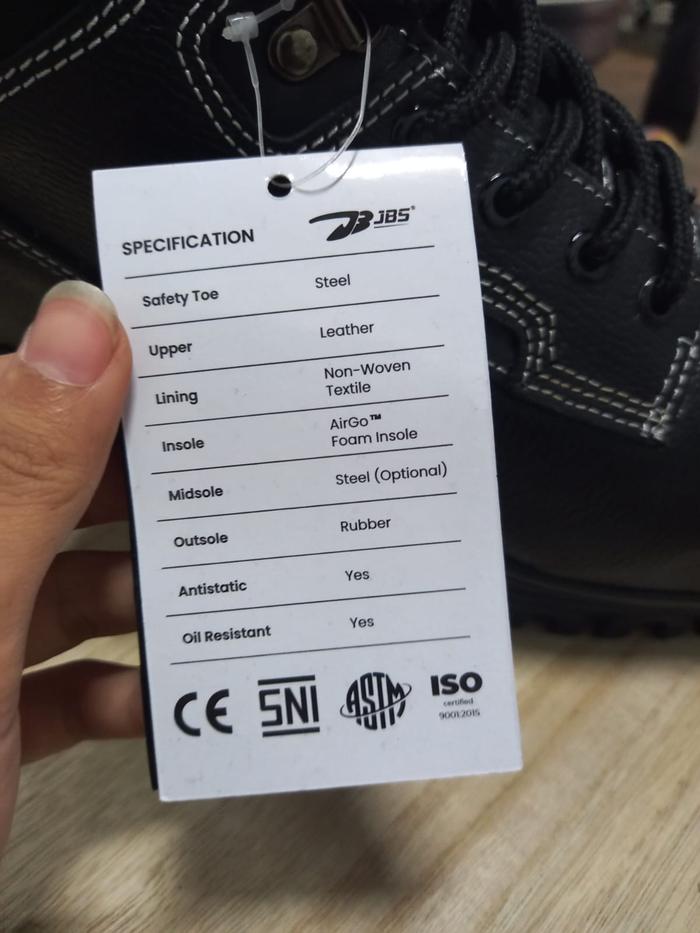 SPECIFICATION
JBS®
Safety Toe Steel
Upper Leather
Lining Non-Woven
Textile
Insole AirGo™
Foam Insole
Midsole Steel (Optional)
Outsole Rubber
Antistatic Yes
Oil Resistant Yes
CE SNI ASTM ISO
certified
9001:2015